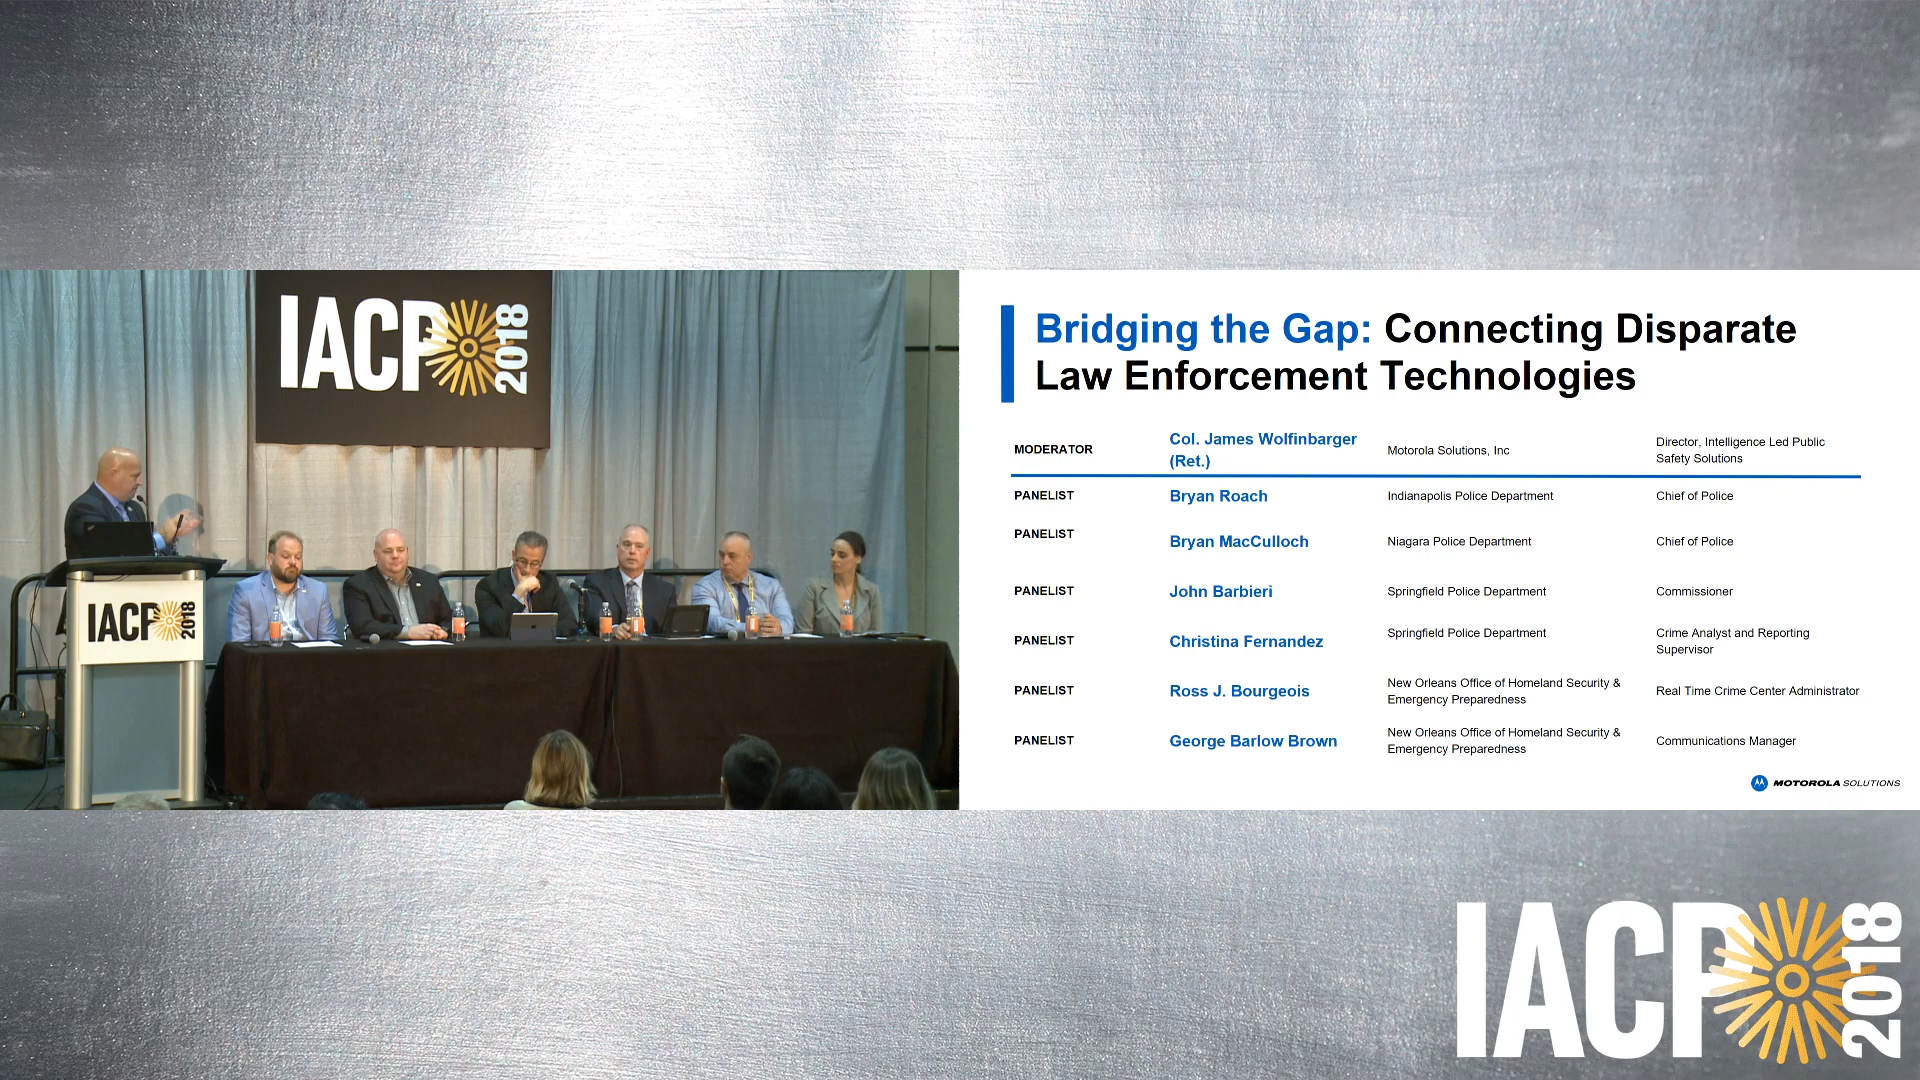 IACP 2018
IACP 2018
Bridging the Gap: Connecting Disparate
Law Enforcement Technologies
MODERATOR
Col. James Wolfinbarger
(Ret.)
Motorola Solutions, Inc
Director, Intelligence Led Public
Safety Solutions
PANELIST
Bryan Roach
Indianapolis Police Department
Chief of Police
PANELIST
Bryan MacCulloch
Niagara Police Department
Chief of Police
PANELIST
John Barbieri
Springfield Police Department
Commissioner
PANELIST
Christina Fernandez
Springfield Police Department
Crime Analyst and Reporting
Supervisor
PANELIST
Ross J. Bourgeois
New Orleans Office of Homeland Security &
Emergency Preparedness
Real Time Crime Center Administrator
PANELIST
George Barlow Brown
New Orleans Office of Homeland Security &
Emergency Preparedness
Communications Manager
MOTOROLA SOLUTIONS
IACP 2018